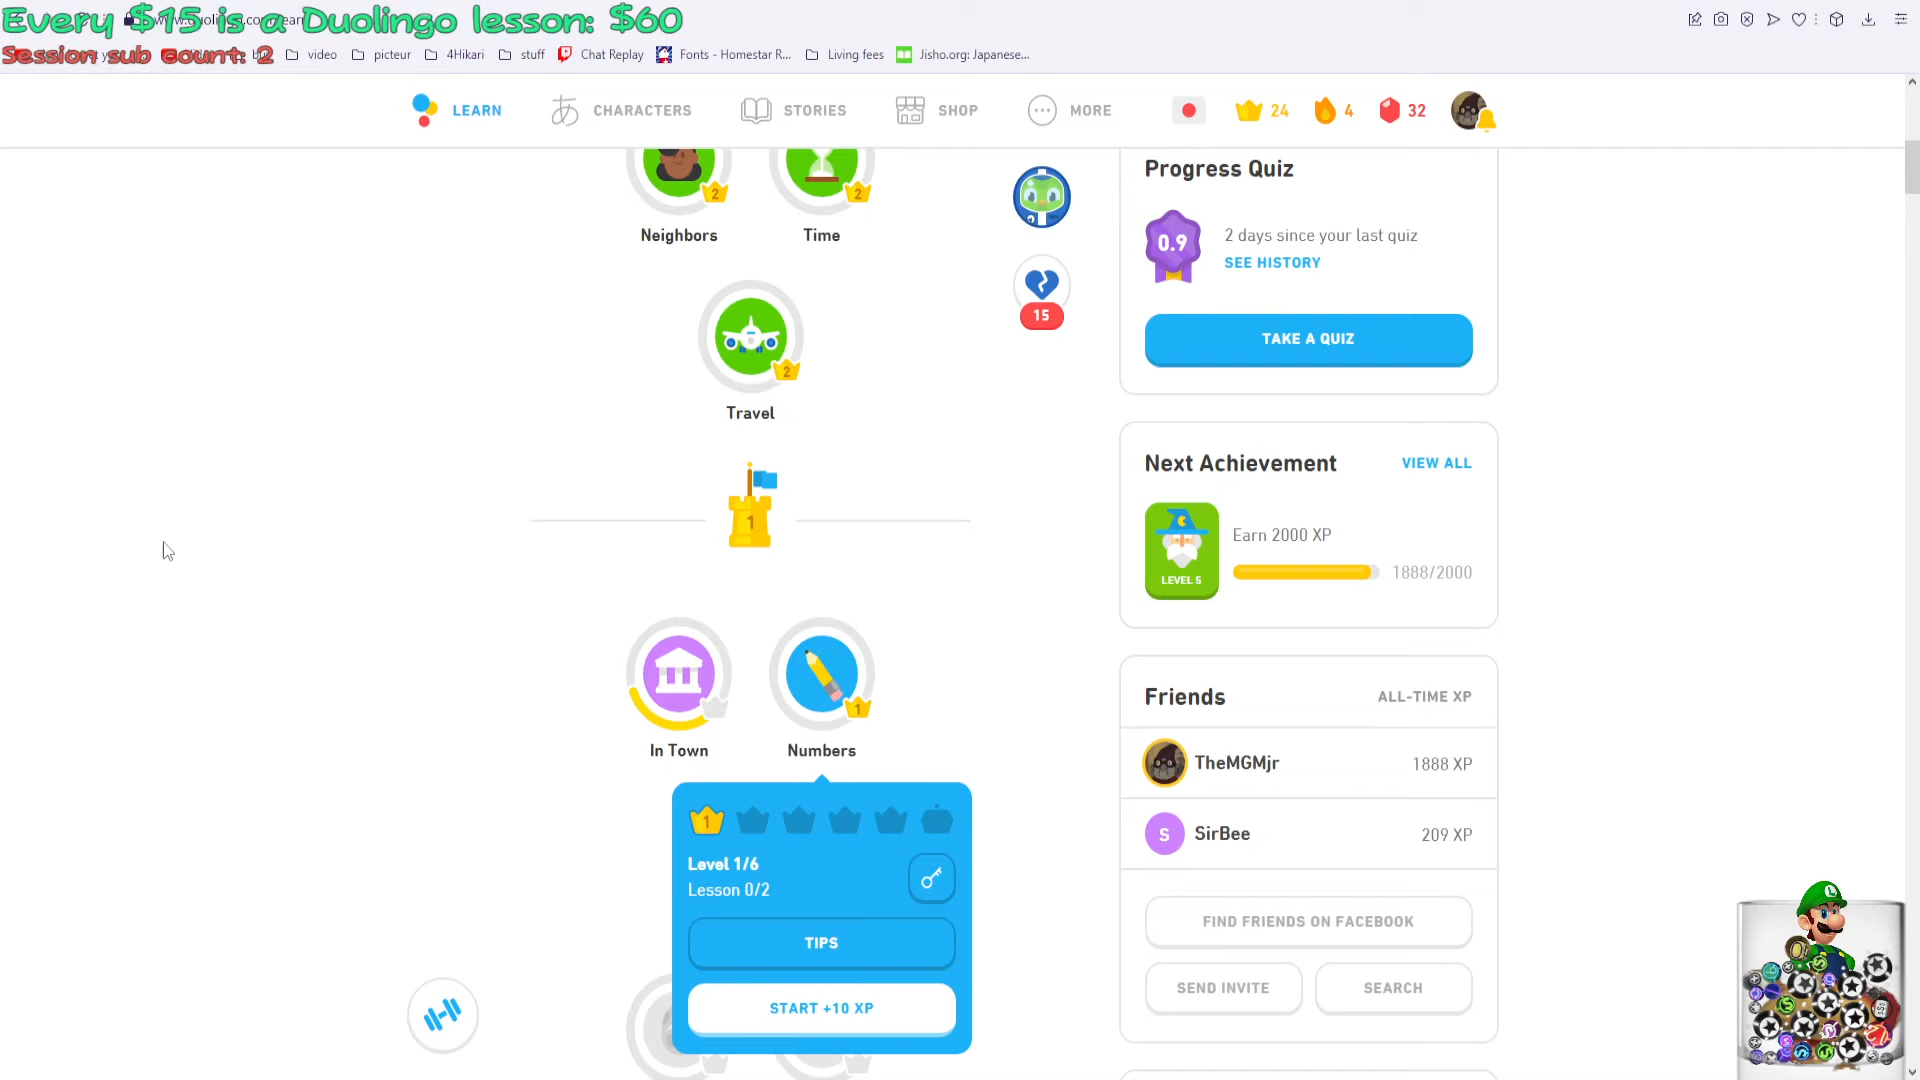 Every $15 is a Duolingo lesson: $60
Session sub count: 2
video
picteur
4Hikari
stuff
Chat Replay
Fonts - Homestar R...
Living fees
Jisho.org: Japanese...
LEARN
あ
CHARACTERS
STORIES
SHOP
MORE
24
4
32
2
2
Neighbors
Time
2
Travel
15
1
Progress Quiz
0.9
2 days since your last quiz
SEE HISTORY
TAKE A QUIZ
Next Achievement
VIEW ALL
LEVEL 5
Earn 2000 XP
1888/2000
1
In Town
Numbers
1
Level 1/6
Lesson 0/2
TIPS
START +10 XP
Friends
ALL-TIME XP
TheMGMjr
1888 XP
S
SirBee
209 XP
FIND FRIENDS ON FACEBOOK
SEND INVITE
SEARCH